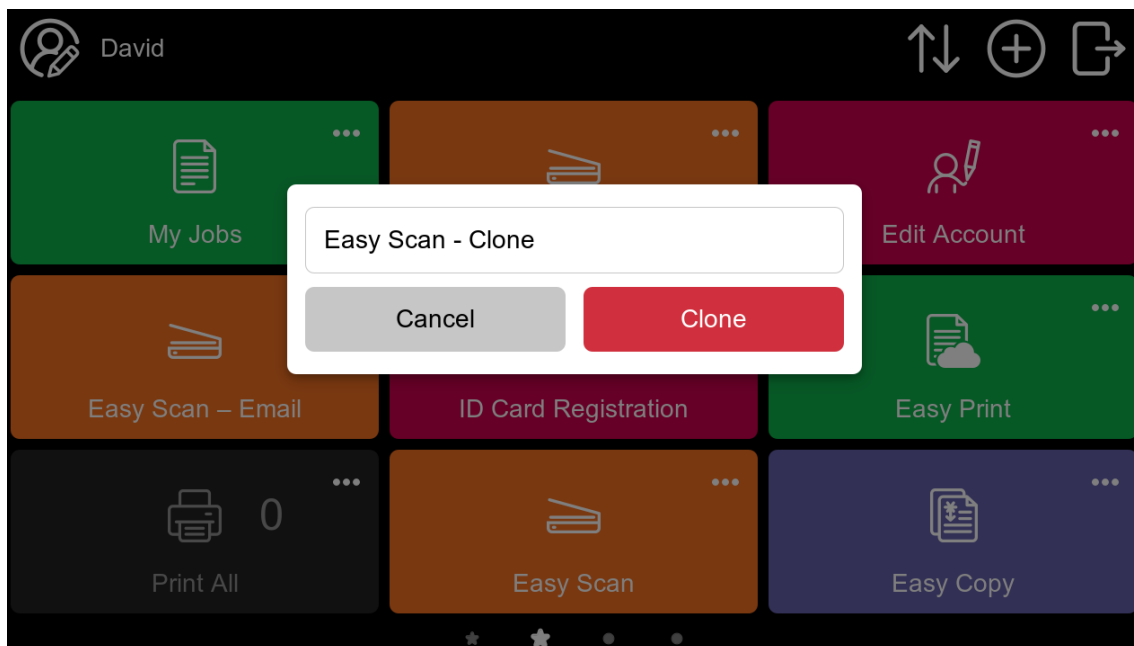 David
My Jobs
Edit Account
Easy Scan - Clone
Cancel
Clone
Easy Scan – Email
ID Card Registration
Easy Print
0
Print All
Easy Scan
Easy Copy